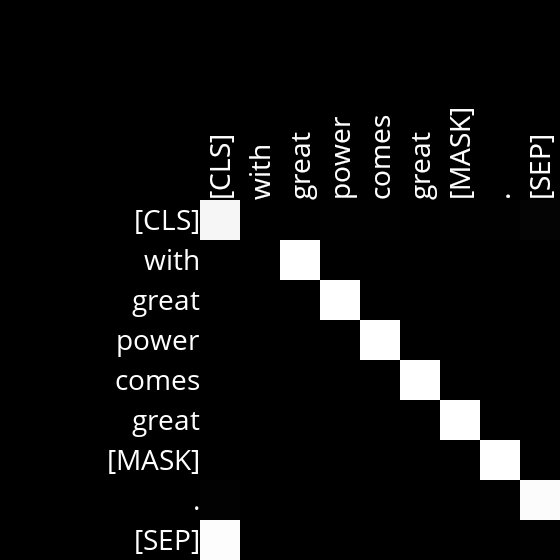 [CLS]
with
great
power
comes
great
[MASK]
.
[SEP]
[CLS]
with
great
power
comes
great
[MASK]
.
[SEP]